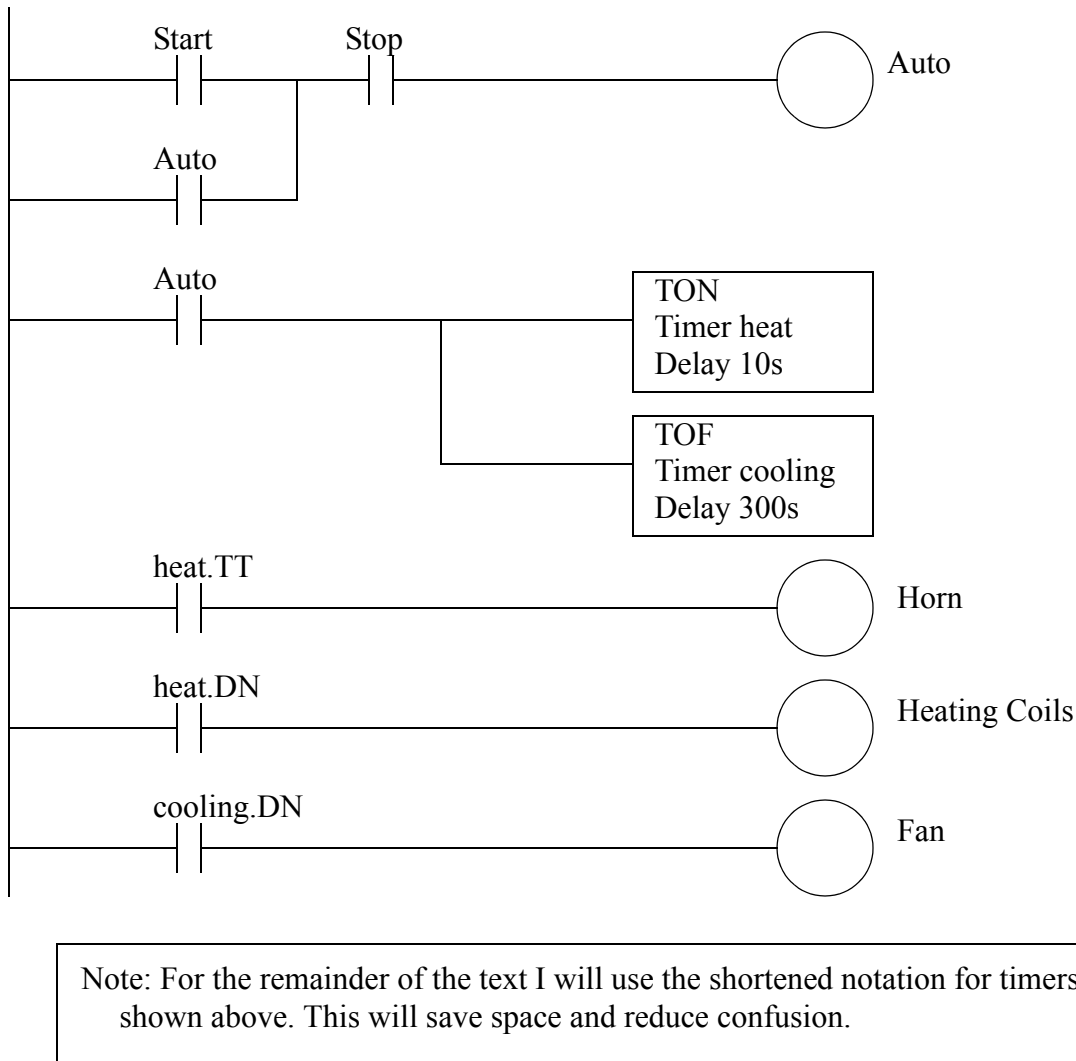 Start
Stop
Auto
Auto
Auto
TON
Timer heat
Delay 10s
TOF
Timer cooling
Delay 300s
heat.TT
Horn
heat.DN
Heating Coils
cooling.DN
Fan
Note: For the remainder of the text I will use the shortened notation for timers
shown above. This will save space and reduce confusion.